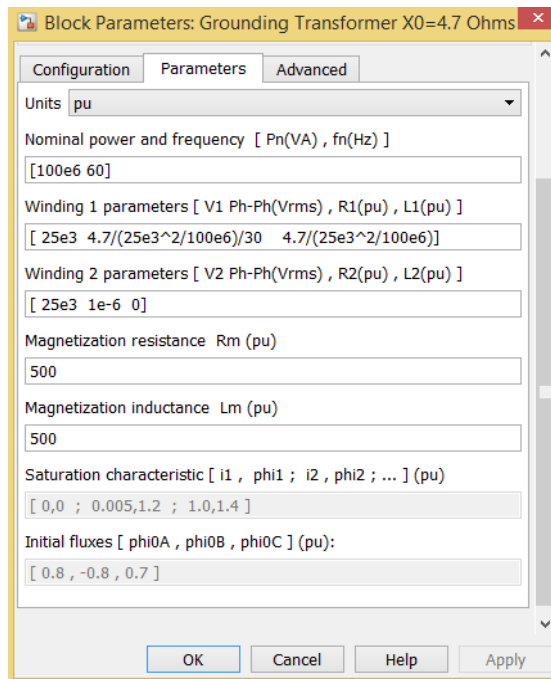 Block Parameters: Grounding Transformer X0=4.7 Ohms
Configuration Parameters Advanced
Units pu
Nominal power and frequency [ Pn(VA) , fn(Hz) ]
[100e6 60]
Winding 1 parameters [ V1 Ph-Ph(Vrms) , R1(pu) , L1(pu) ]
[ 25e3 4.7/(25e3^2/100e6)/30 4.7/(25e3^2/100e6)]
Winding 2 parameters [ V2 Ph-Ph(Vrms) , R2(pu) , L2(pu) ]
[ 25e3 1e-6 0]
Magnetization resistance Rm (pu)
500
Magnetization inductance Lm (pu)
500
Saturation characteristic [ i1 , phi1 ; i2 , phi2 ; ... ] (pu)
[ 0,0 ; 0.005,1.2 ; 1.0,1.4 ]
Initial fluxes [ phi0A , phi0B , phi0C ] (pu):
[ 0.8 , -0.8 , 0.7 ]
OK Cancel Help Apply